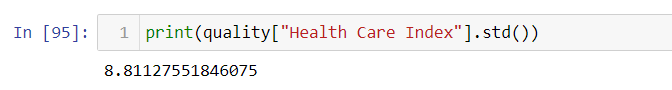 In [95]: 1 print(quality["Health Care Index"].std())
8.81127551846075